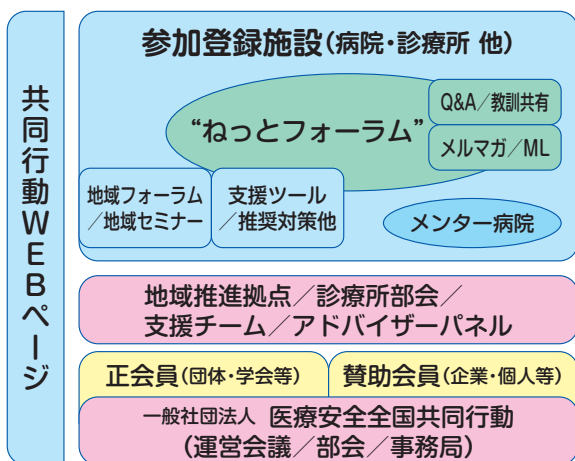 共同行動WEBページ
参加登録施設(病院・診療所 他)
“ねっとフォーラム”
Q&A/教訓共有
メルマガ/ML
地域フォーラム
/地域セミナー
支援ツール
/推奨対策他
メンター病院
地域推進拠点/診療所部会/
支援チーム/アドバイザーパネル
正会員(団体・学会等)
賛助会員(企業・個人等)
一般社団法人 医療安全全国共同行動
(運営会議/部会/事務局)